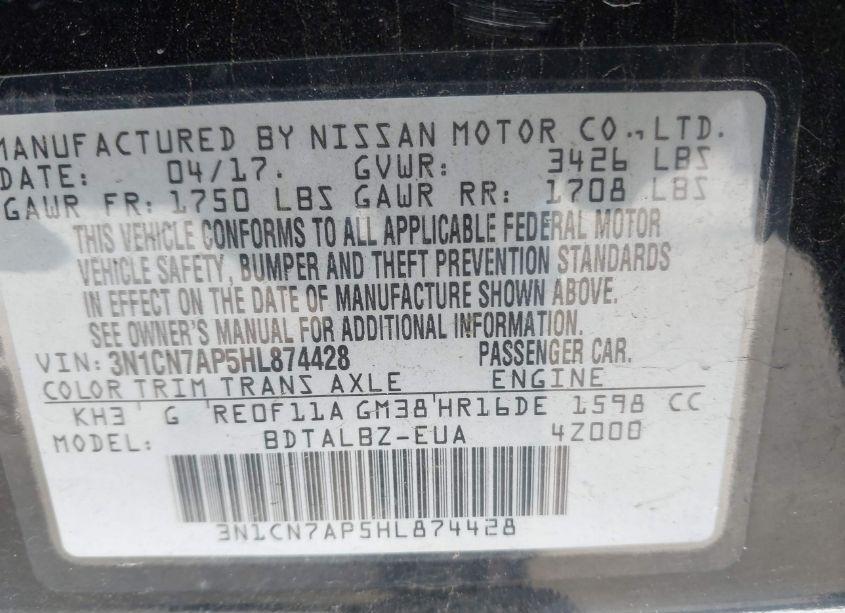 MANUFACTURED BY NISSAN MOTOR CO., LTD.
DATE: 04/17. GVWR: 3426 LBS
GAWR FR: 1750 LBS GAWR RR: 1708 LBS
THIS VEHICLE CONFORMS TO ALL APPLICABLE FEDERAL MOTOR
VEHICLE SAFETY, BUMPER AND THEFT PREVENTION STANDARDS
IN EFFECT ON THE DATE OF MANUFACTURE SHOWN ABOVE.
SEE OWNER'S MANUAL FOR ADDITIONAL INFORMATION.
VIN: 3N1CN7AP5HL874428 PASSENGER CAR.
COLOR TRIM TRANS AXLE ENGINE
KH3 G RE0F11A GM38 HR16DE 1598 CC
MODEL: BDTALBZ-EUA 4Z000
3N1CN7AP5HL874428